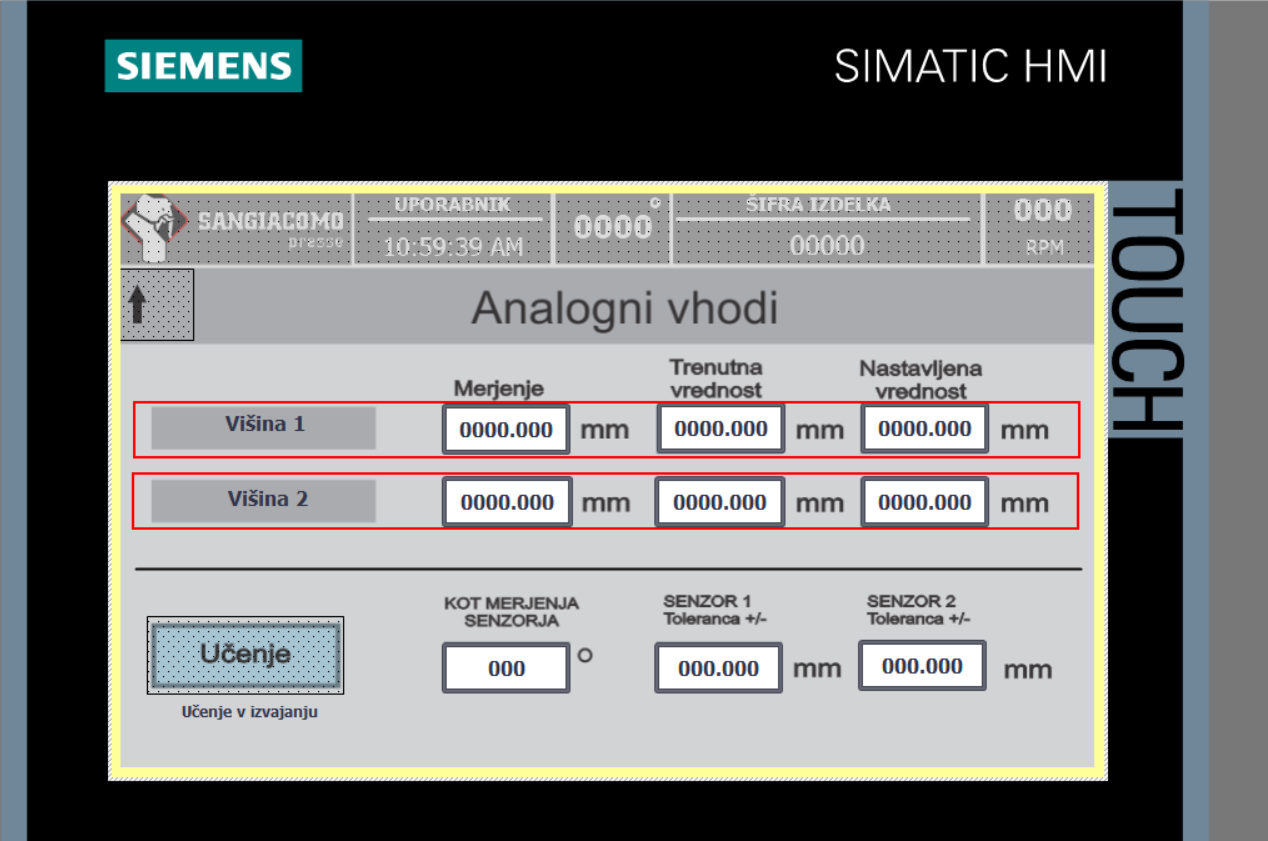 SIEMENS
SIMATIC HMI
TOUCH
SANGIACOMO
presse
UPORABNIK
10:59:39 AM
0000°
ŠIFRA IZDELKA
00000
000
RPM
Analogni vhodi
Merjenje
Trenutna
vrednost
Nastavljena
vrednost
Višina 1
0000.000 mm
0000.000 mm
0000.000 mm
Višina 2
0000.000 mm
0000.000 mm
0000.000 mm
Učenje
Učenje v izvajanju
KOT MERJENJA
SENZORJA
000 °
SENZOR 1
Toleranca +/-
000.000 mm
SENZOR 2
Toleranca +/-
000.000 mm